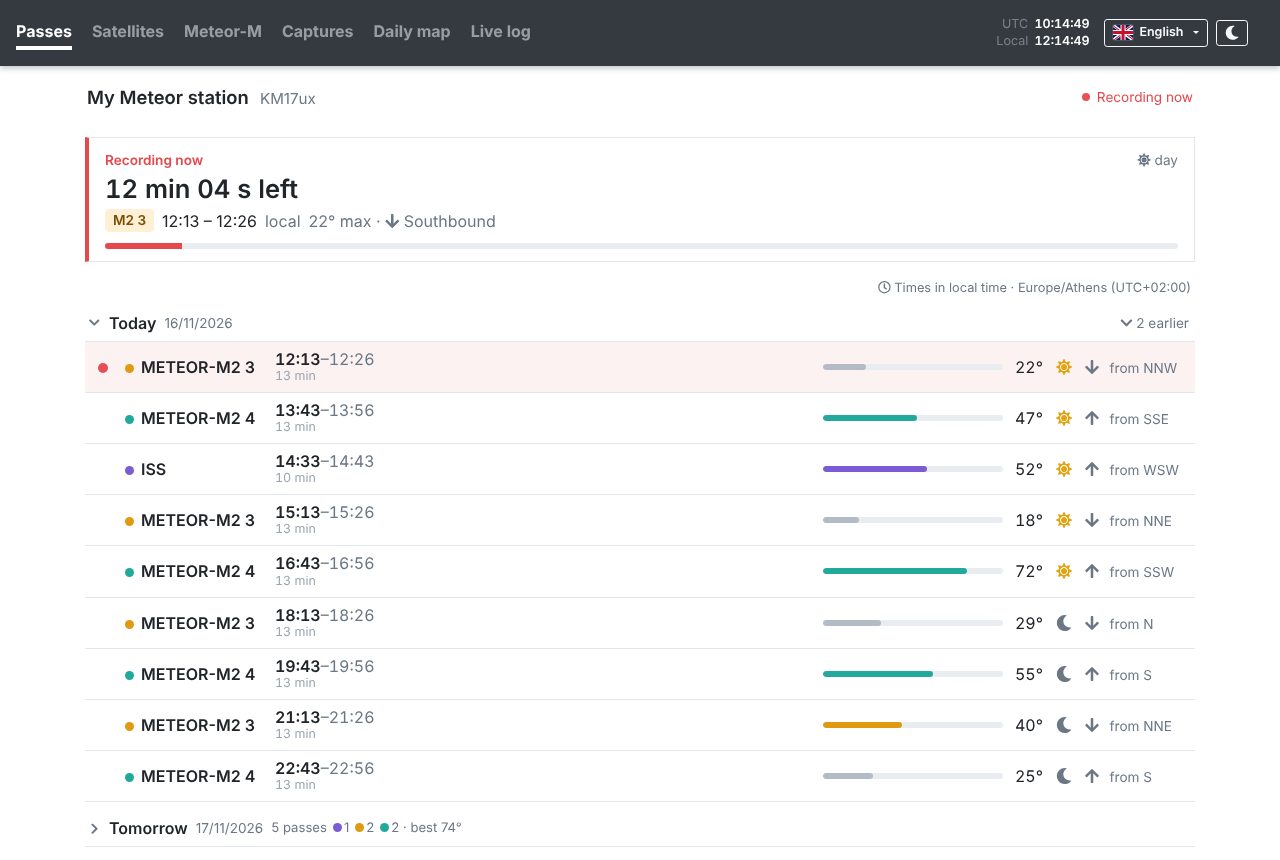 Passes Satellites Meteor-M Captures Daily map Live log
UTC 10:14:49
Local 12:14:49
English
My Meteor station KM17ux
Recording now
Recording now
day
12 min 04 s left
M2 3 12:13 – 12:26 local 22° max · ↓ Southbound
Times in local time · Europe/Athens (UTC+02:00)
Today 16/11/2026
2 earlier
METEOR-M2 3 12:13–12:26 22° ↓ from NNW
13 min
METEOR-M2 4 13:43–13:56 47° ↑ from SSE
13 min
ISS 14:33–14:43 52° ↑ from WSW
10 min
METEOR-M2 3 15:13–15:26 18° ↓ from NNE
13 min
METEOR-M2 4 16:43–16:56 72° ↑ from SSW
13 min
METEOR-M2 3 18:13–18:26 29° ↓ from N
13 min
METEOR-M2 4 19:43–19:56 55° ↑ from S
13 min
METEOR-M2 3 21:13–21:26 40° ↓ from NNE
13 min
METEOR-M2 4 22:43–22:56 25° ↑ from S
13 min
Tomorrow 17/11/2026 5 passes 1 2 2 · best 74°